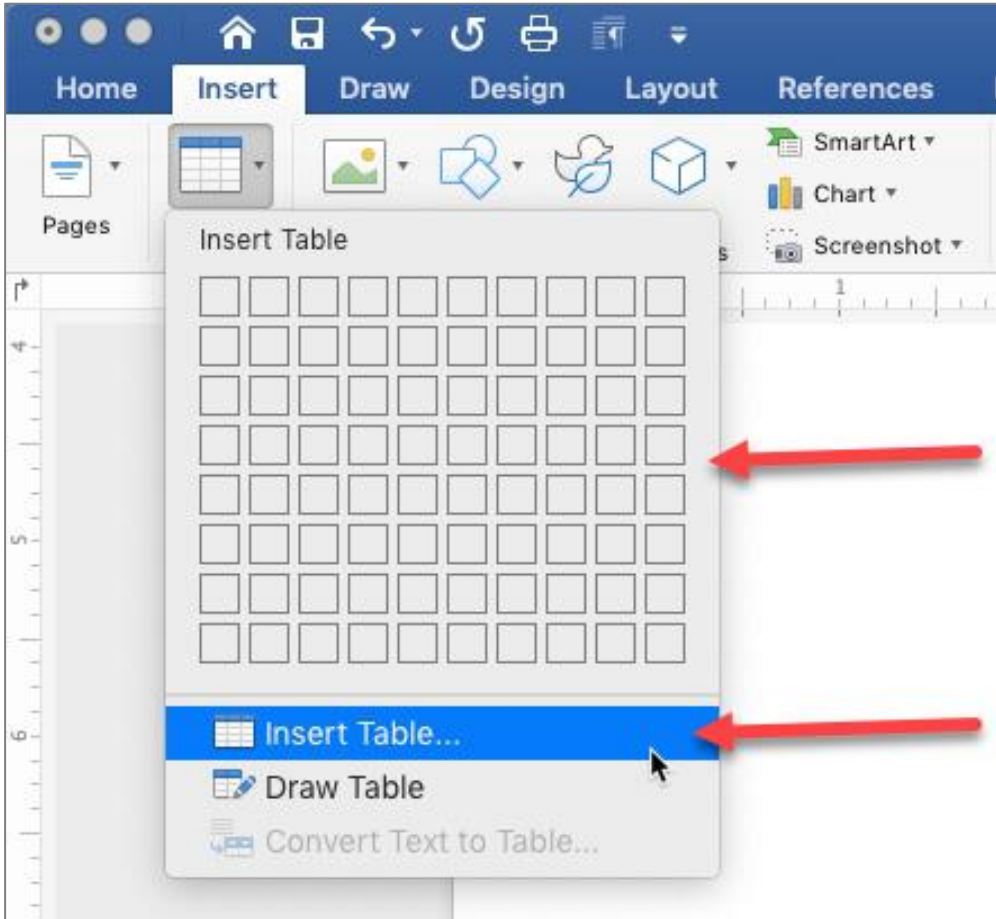 Home Insert Draw Design Layout References
SmartArt
Chart
Pages
Screenshot
Insert Table
s
1
4
5
6
Insert Table...
Draw Table
Convert Text to Table...